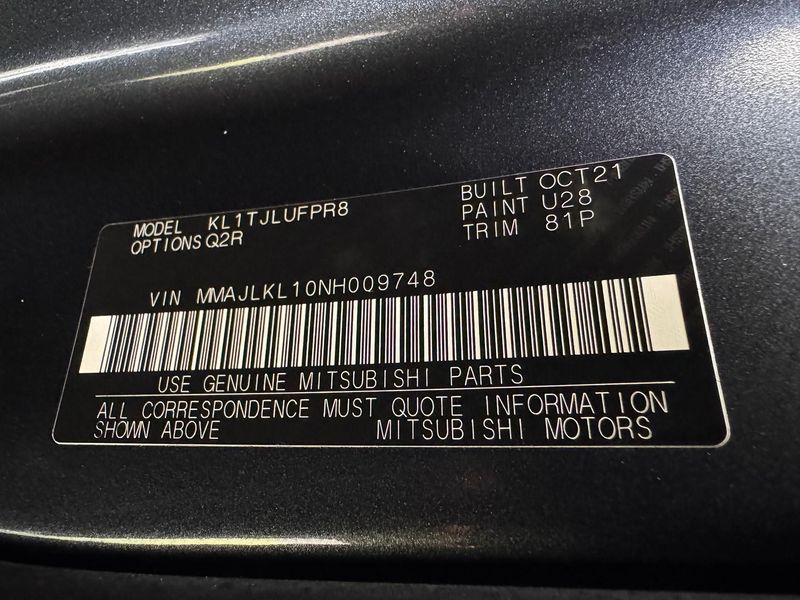 MODEL KL1TJLUFPR8
OPTIONS Q2R
BUILT OCT21
PAINT U28
TRIM 81P
VIN MMAJLKL10NH009748
USE GENUINE MITSUBISHI PARTS
ALL CORRESPONDENCE MUST QUOTE INFORMATION
SHOWN ABOVE MITSUBISHI MOTORS